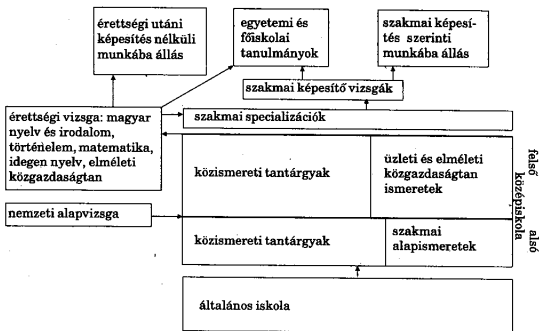 érettségi utáni
képesítés nélküli
munkába állás
egyetemi és
főiskolai
tanulmányok
szakmai képesí-
tés szerinti
munkába állás
szakmai képesítő vizsgák
érettségi vizsga: magyar
nyelv és irodalom,
történelem, matematika,
idegen nyelv, elméleti
közgazdaságtan
szakmai specializációk
közismereti tantárgyak
üzleti és elméleti
közgazdaságtan
ismeretek
felső
középiskola
alsó
nemzeti alapvizsga
közismereti tantárgyak
szakmai
alapismeretek
általános iskola